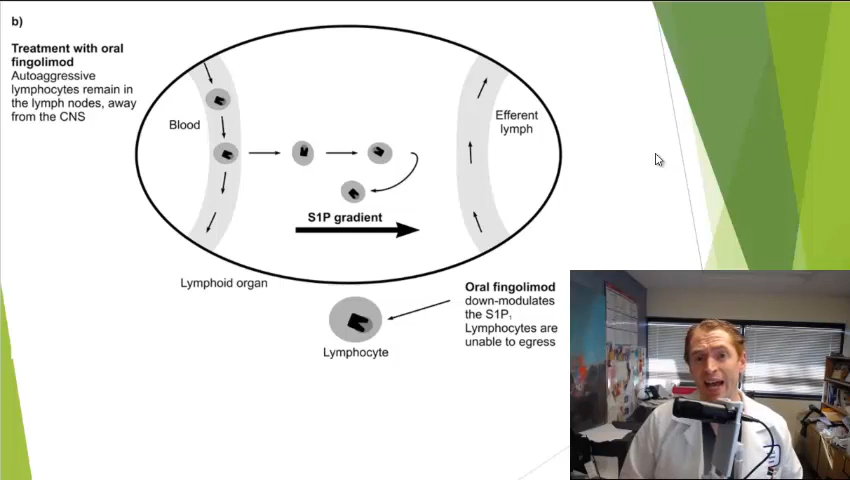 b)
Treatment with oral
fingolimod
Autoaggressive
lymphocytes remain in
the lymph nodes, away
from the CNS
Blood
Efferent
lymph
S1P gradient
Lymphoid organ
Oral fingolimod
down-modulates
the S1P₁
Lymphocytes are
unable to egress
Lymphocyte